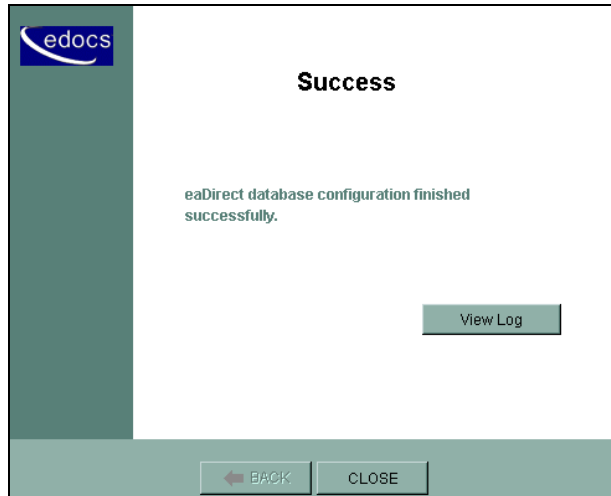 edocs
Success
eaDirect database configuration finished
successfully.
View Log
BACK
CLOSE